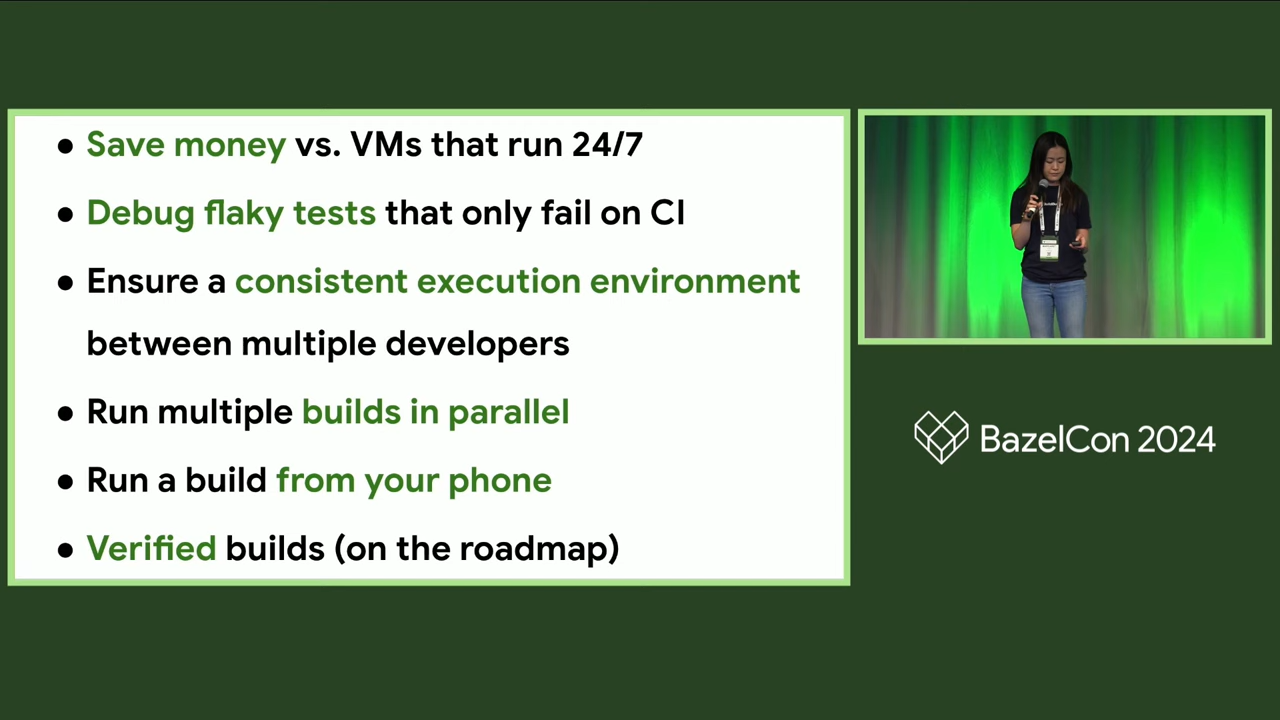 ● Save money vs. VMs that run 24/7
● Debug flaky tests that only fail on CI
● Ensure a consistent execution environment
between multiple developers
● Run multiple builds in parallel
● Run a build from your phone
● Verified builds (on the roadmap)
BazelCon 2024